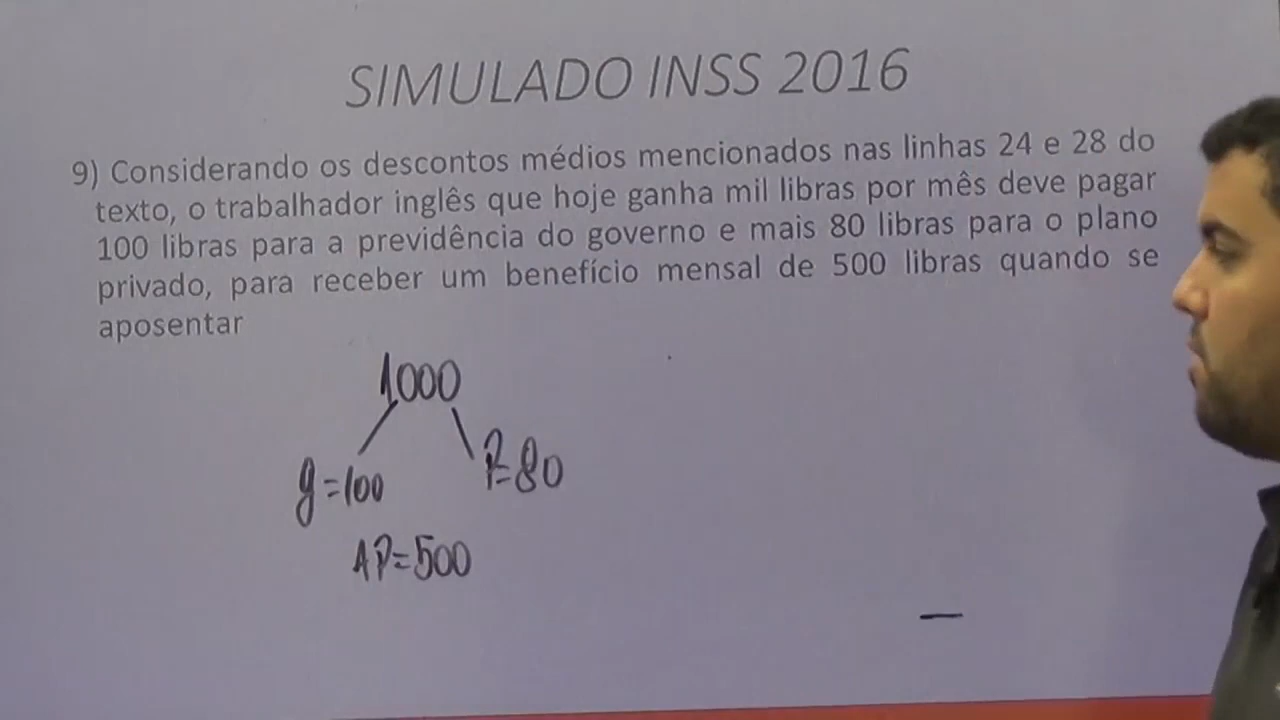 SIMULADO INSS 2016
9) Considerando os descontos médios mencionados nas linhas 24 e 28 do
texto, o trabalhador inglês que hoje ganha mil libras por mês deve pagar
100 libras para a previdência do governo e mais 80 libras para o plano
privado, para receber um benefício mensal de 500 libras quando se
aposentar
1000
g=100 P=80
AP=500